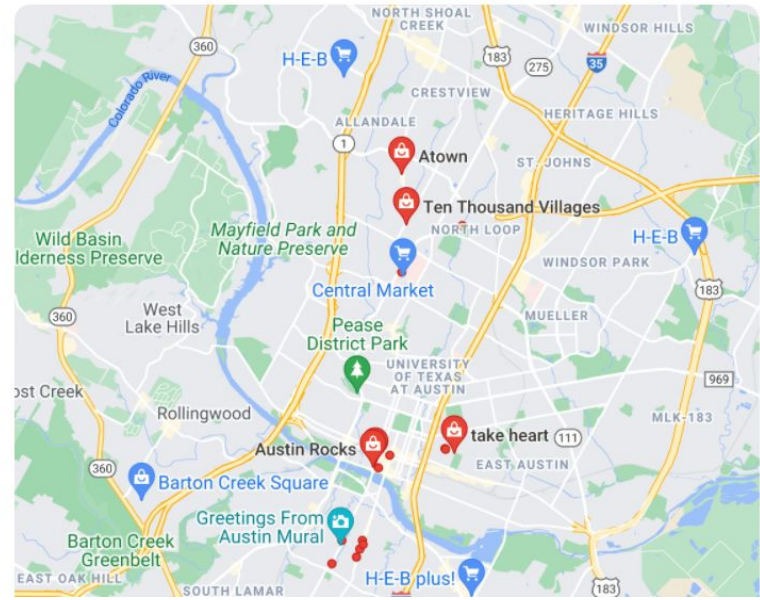 NORTH SHOAL
CREEK
WINDSOR HILLS
360
H-E-B
183
275
35
Colorado River
CRESTVIEW
HERITAGE HILLS
ALLANDALE
1
Atown
ST. JOHNS
Ten Thousand Villages
Mayfield Park and
Nature Preserve
NORTH LOOP
Wild Basin
lderness Preserve
H-E-B
WINDSOR PARK
Central Market
183
360
West
Lake Hills
MUELLER
Pease
District Park
UNIVERSITY
OF TEXAS
AT AUSTIN
969
ost Creek
Rollingwood
MLK-183
take heart
111
Austin Rocks
EAST AUSTIN
360
Barton Creek Square
Greetings From
Austin Mural
Barton Creek
Greenbelt
EAST OAK HILL
H-E-B plus!
SOUTH LAMAR
183